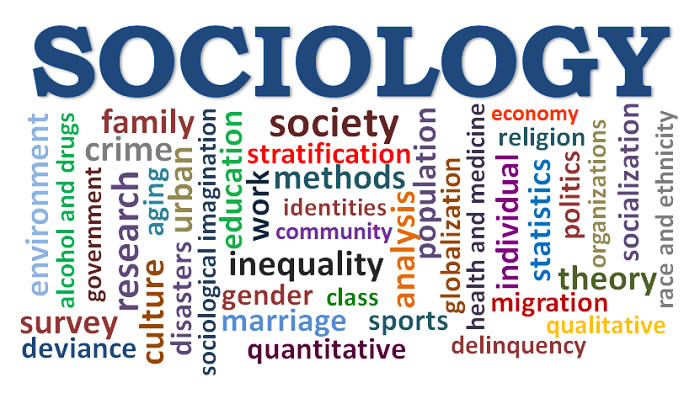 SOCIOLOGY
environment
alcohol and drugs
family
crime
government
research
aging
urban
disasters
culture
sociological imagination
education
work
society
stratification
methods
identities
community
inequality
analysis
population
globalization
health and medicine
economy
religion
individual
statistics
politics
organizations
socialization
race and ethnicity
theory
gender
class
migration
survey
marriage
sports
qualitative
deviance
quantitative
delinquency